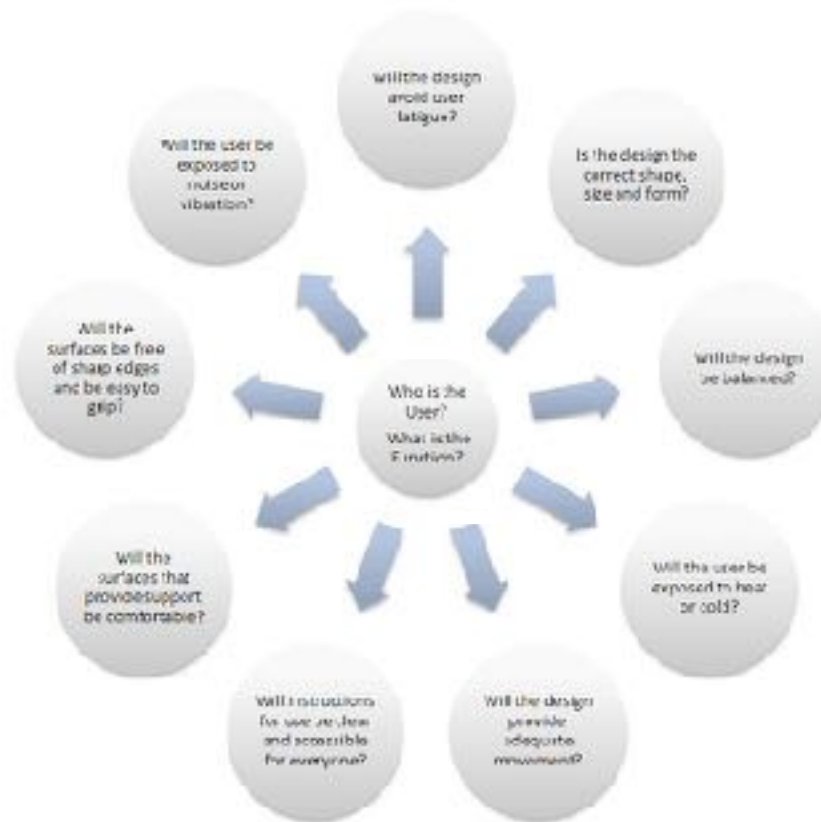 Will the design
avoid user
fatigue?
Is the design the
correct shape,
size and form?
Will the design
be balanced?
Will the user be
exposed to heat
or cold?
Will the design
provide
adequate
movement?
Will instructions
for use be clear
and accessible
for everyone?
Will the
surfaces that
provide support
be comfortable?
Will the
surfaces be free
of sharp edges
and be easy to
grip?
Will the user be
exposed to
noise or
vibration?
Who is the
User?
What is the
Function?